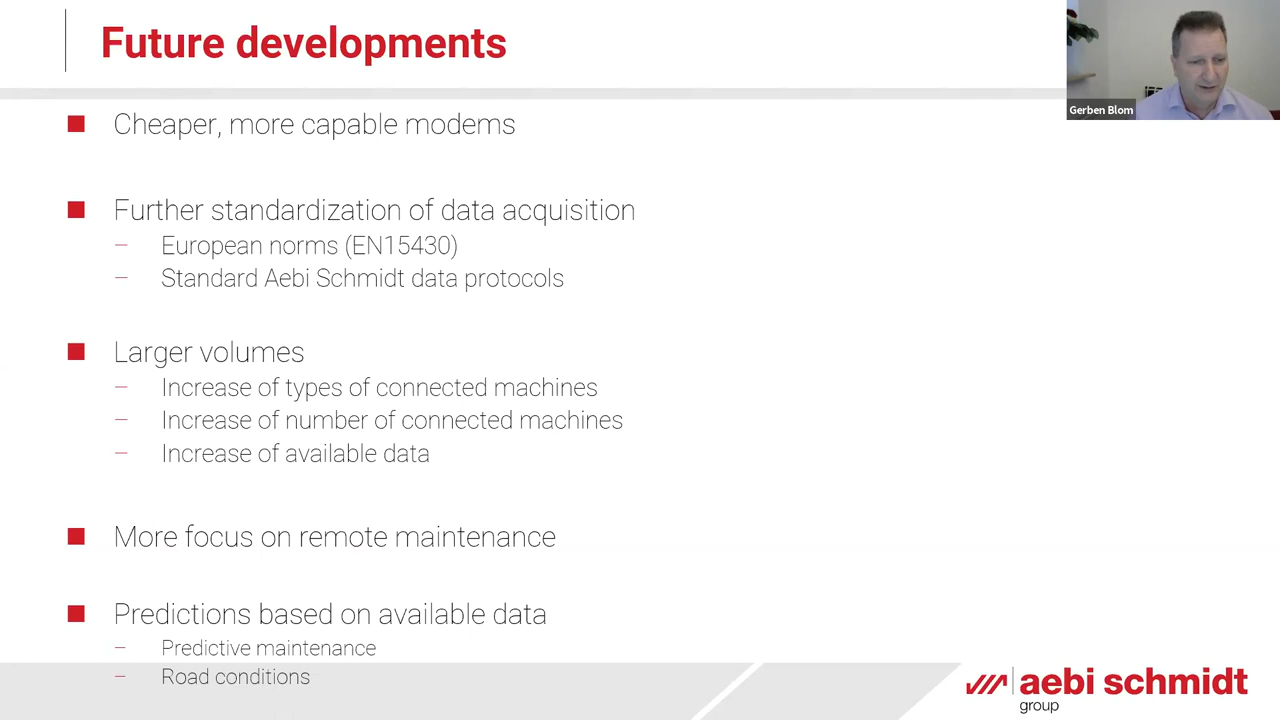 Future developments
Gerben Blom
Cheaper, more capable modems
Further standardization of data acquisition
– European norms (EN15430)
– Standard Aebi Schmidt data protocols
Larger volumes
– Increase of types of connected machines
– Increase of number of connected machines
– Increase of available data
More focus on remote maintenance
Predictions based on available data
– Predictive maintenance
– Road conditions
aebi schmidt
group